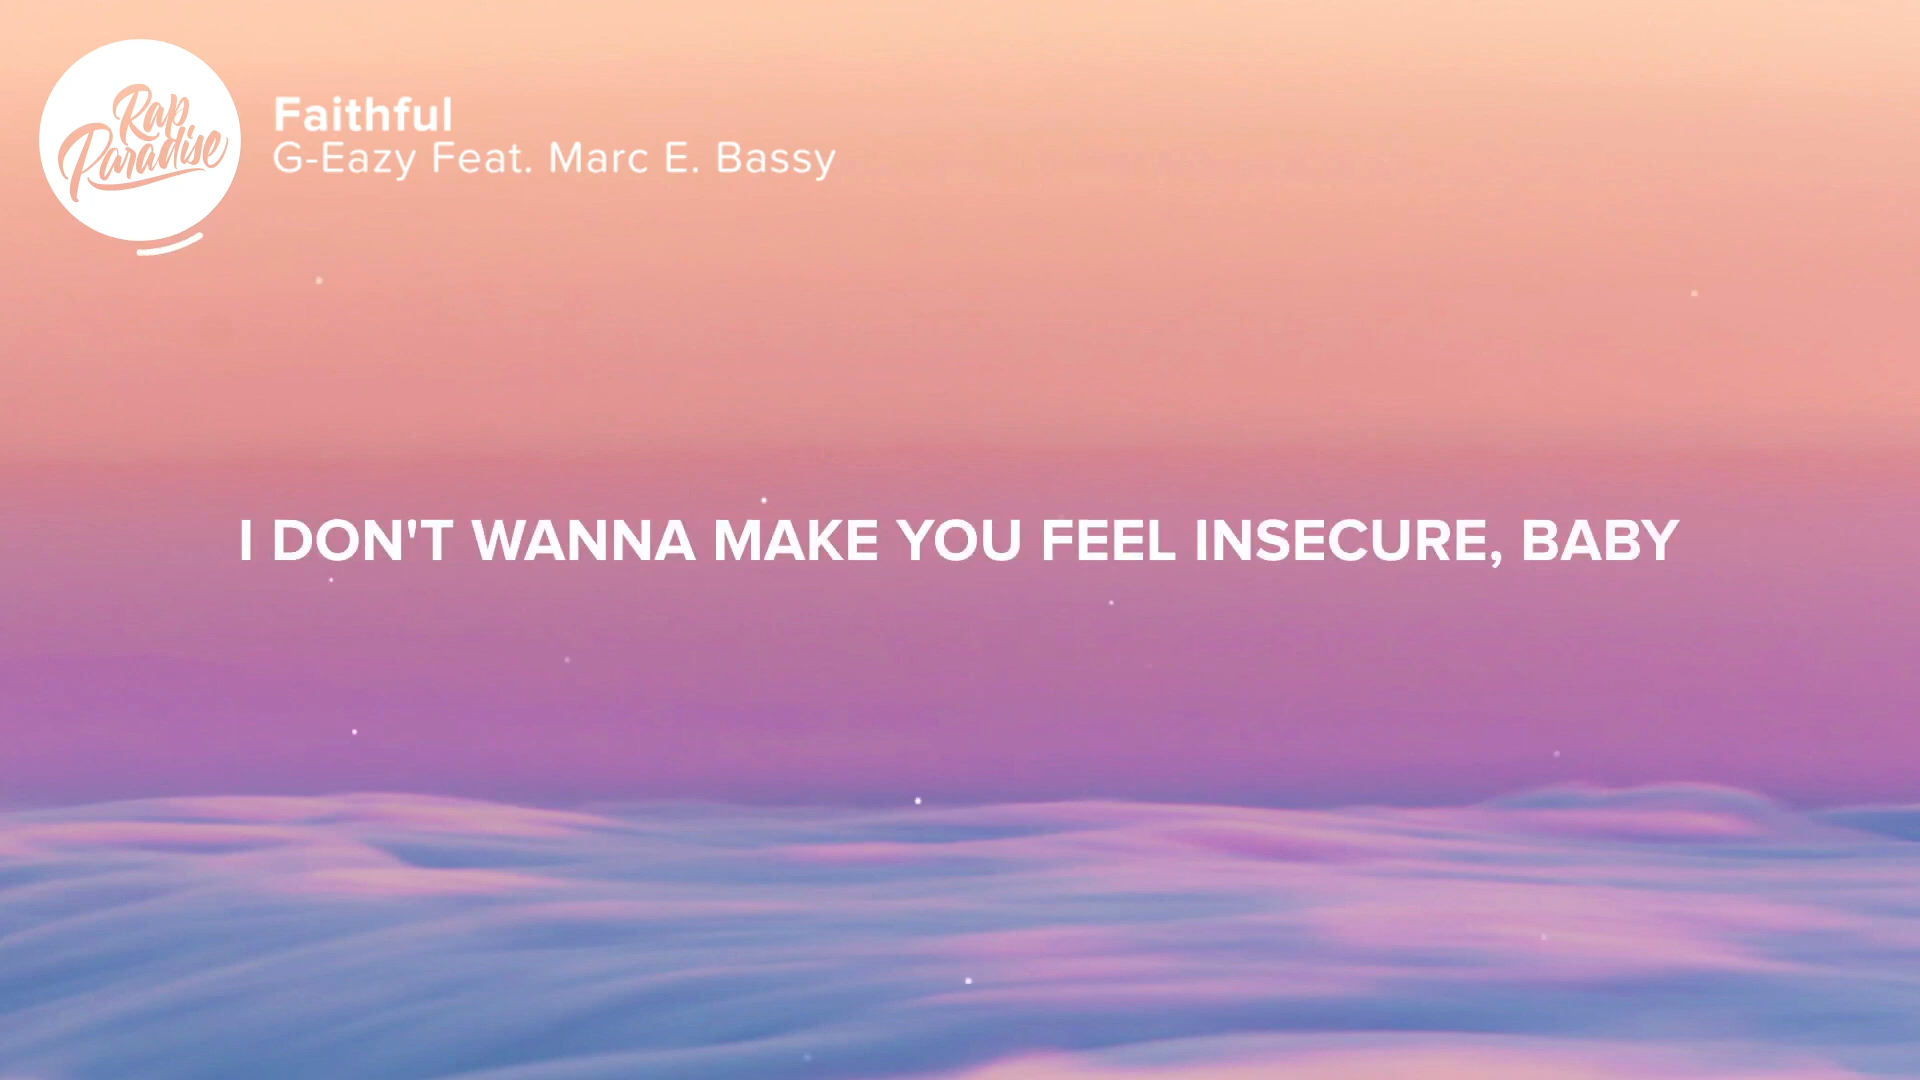 Rap
Paradise
Faithful
G-Eazy Feat. Marc E. Bassy
I DON'T WANNA MAKE YOU FEEL INSECURE, BABY